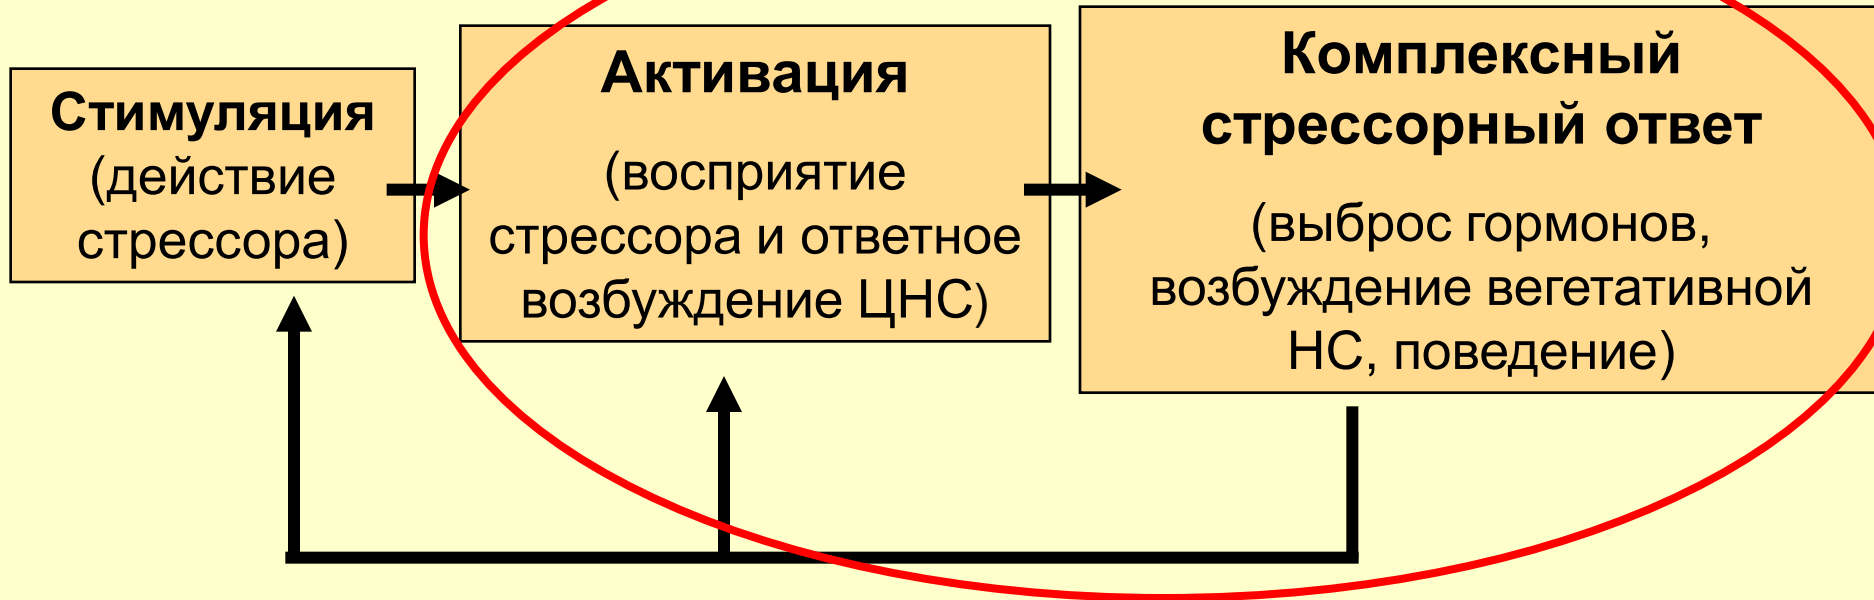 Стимуляция
(действие
стрессора)
Активация
(восприятие
стрессора и ответное
возбуждение ЦНС)
Комплексный
стрессорный ответ
(выброс гормонов,
возбуждение вегетативной
НС, поведение)